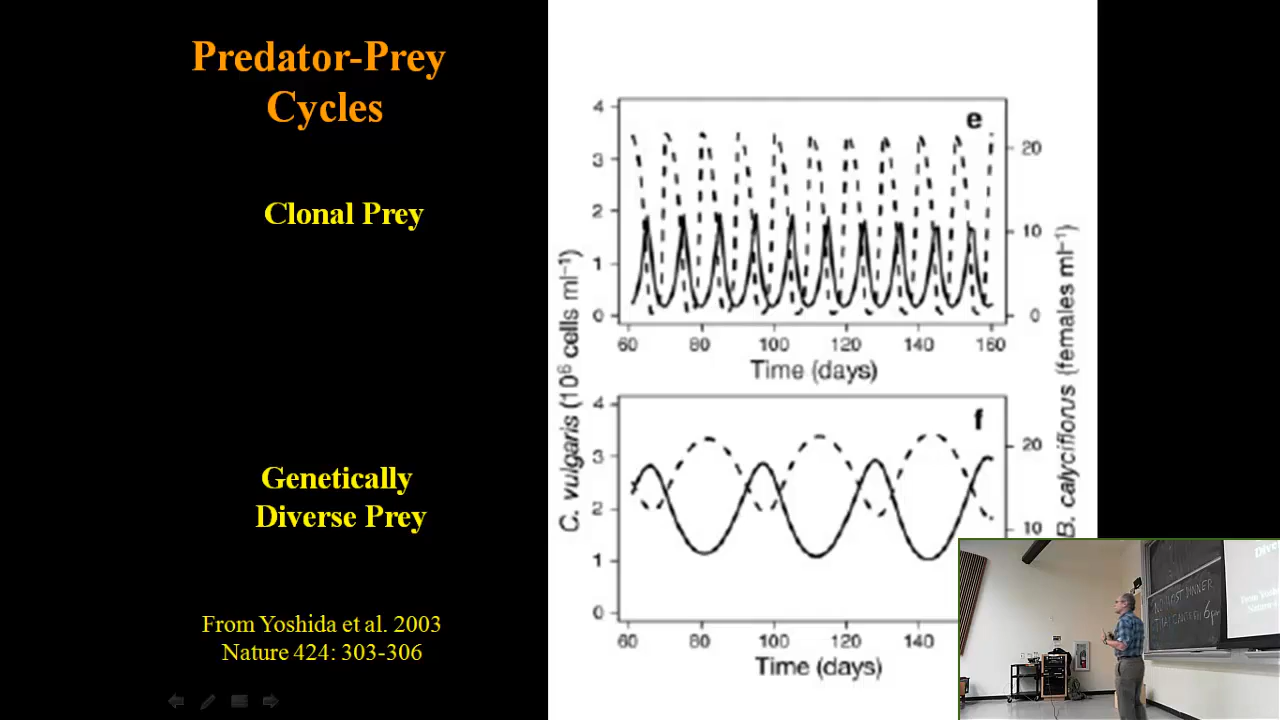 Predator-Prey
Cycles
Clonal Prey
Genetically
Diverse Prey
From Yoshida et al. 2003
Nature 424: 303-306
e
4
3
2
1
0
20
10
0
60
80
100
120
140
160
Time (days)
C. vulgaris (10⁶ cells ml⁻¹)
B. calyciflorus (females ml⁻¹)
f
4
3
2
1
0
20
10
60
80
100
120
140
Time (days)
DINNER
6pm